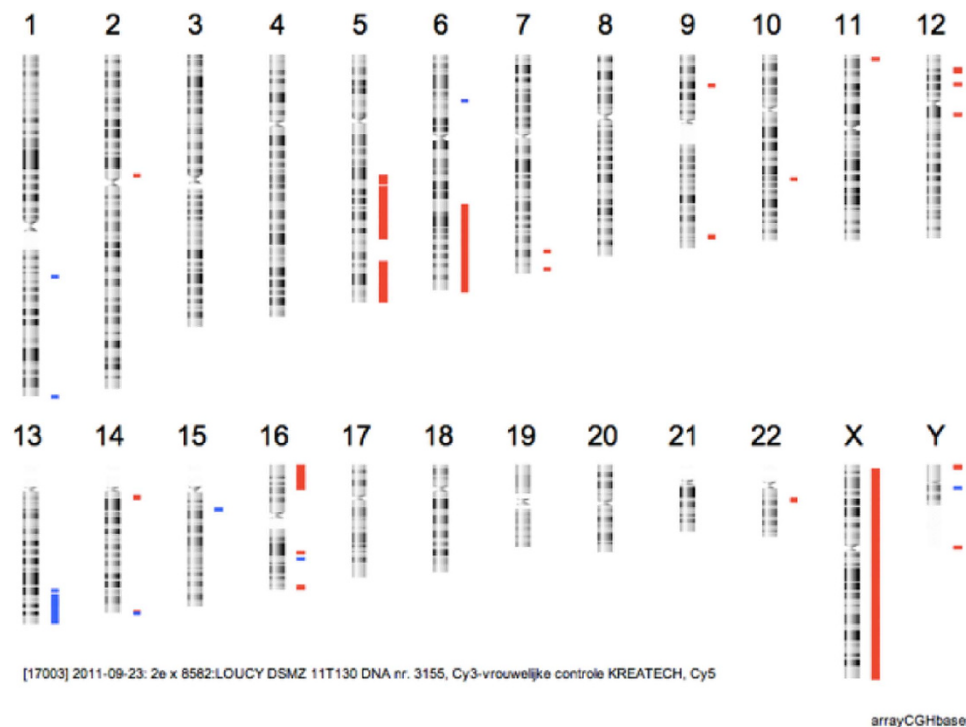 1 2 3 4 5 6 7 8 9 10 11 12
13 14 15 16 17 18 19 20 21 22 X Y
[17003] 2011-09-23: 2e x 8582:LOUCY DSMZ 11T130 DNA nr. 3155, Cy3-vrouwelijke controle KREATECH, Cy5
arrayCGHbase